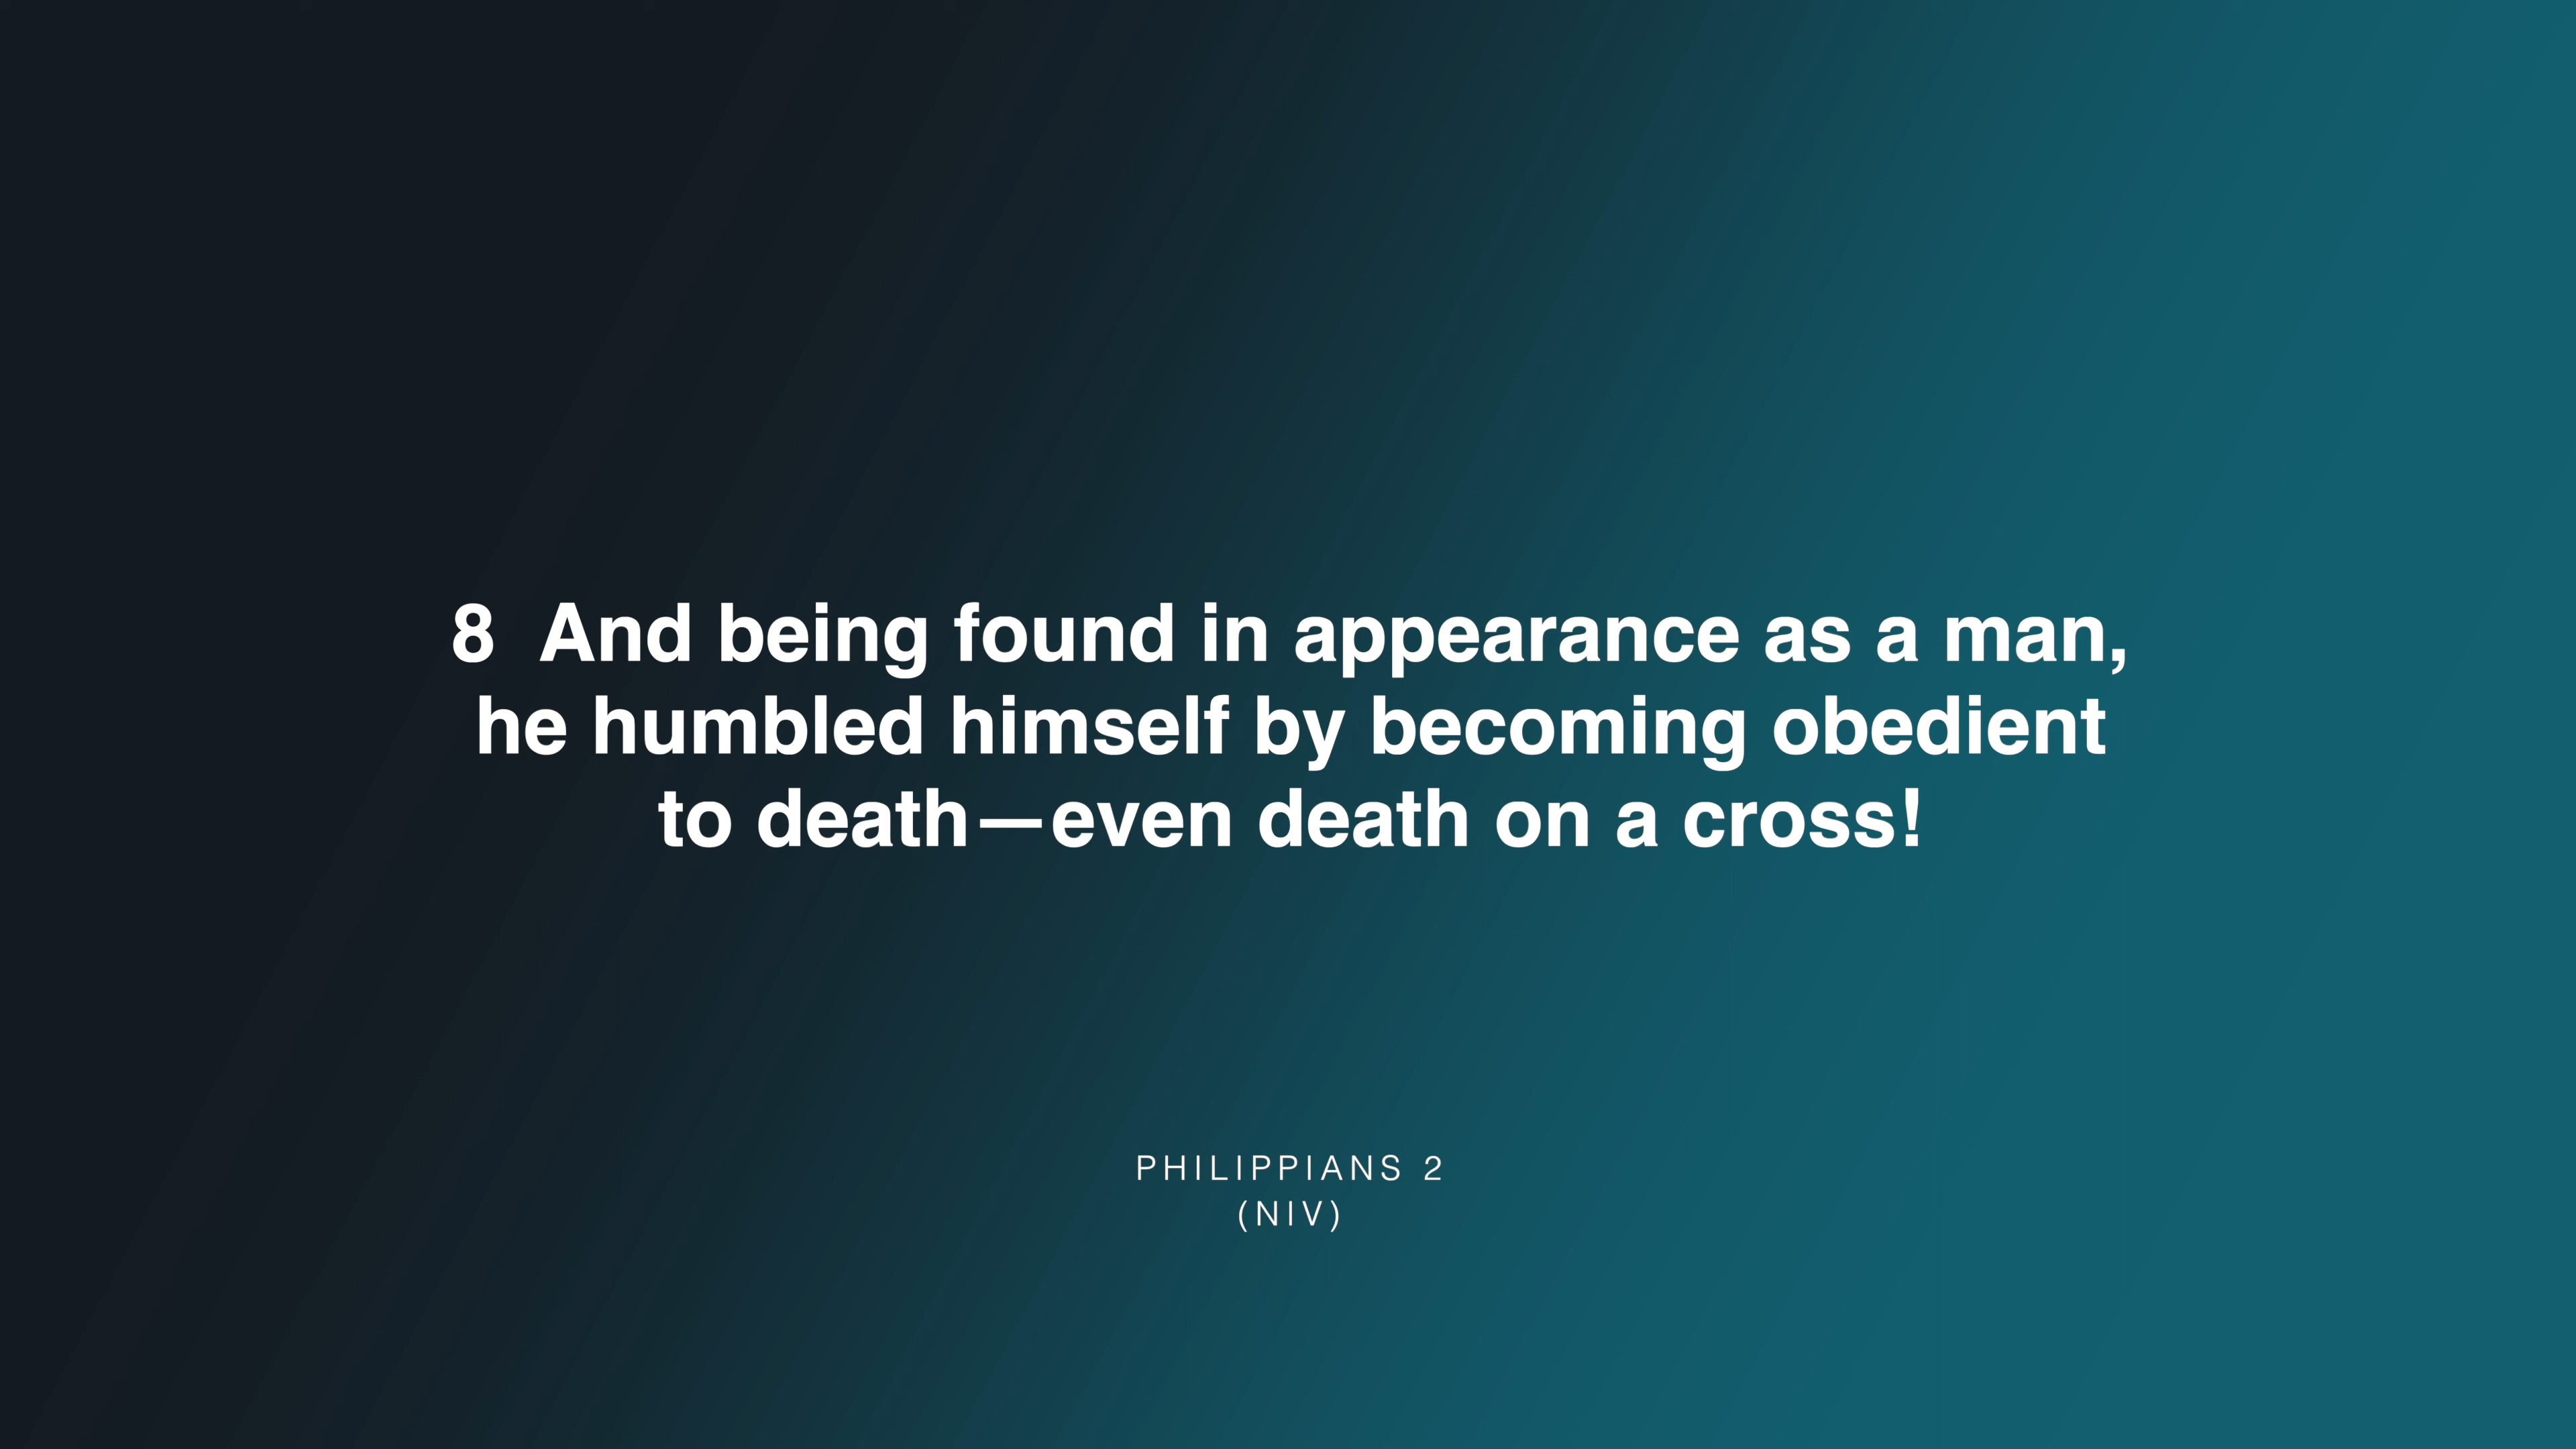 8 And being found in appearance as a man,
he humbled himself by becoming obedient
to death—even death on a cross!
PHILIPPIANS 2
(NIV)